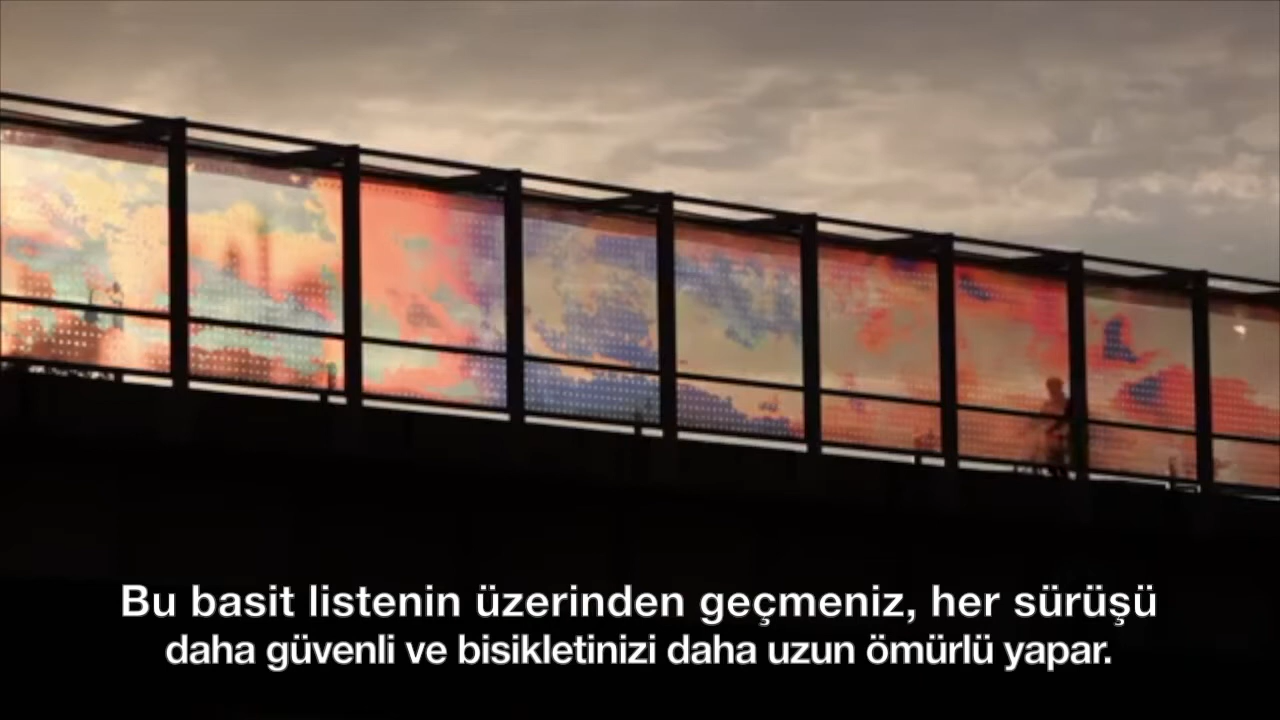 Bu basit listenin üzerinden geçmeniz, her sürüşü
daha güvenli ve bisikletinizi daha uzun ömürlü yapar.